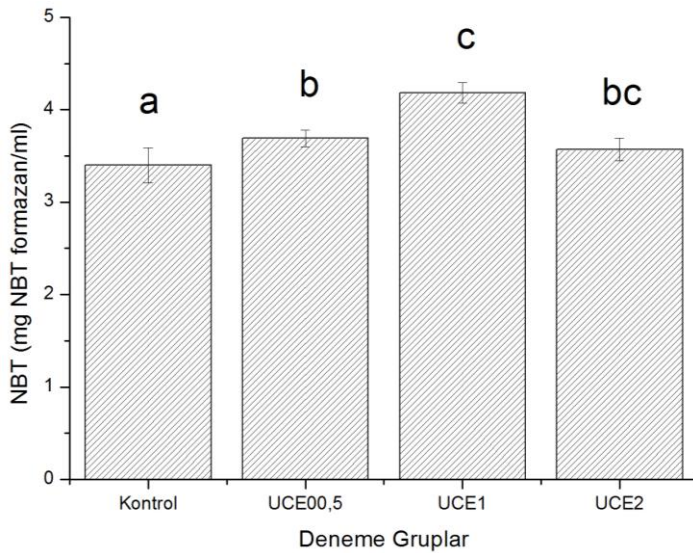 NBT (mg NBT formazan/ml)
5
4
3
2
1
0
a
b
c
bc
Kontrol
UCE00,5
UCE1
UCE2
Deneme Gruplar